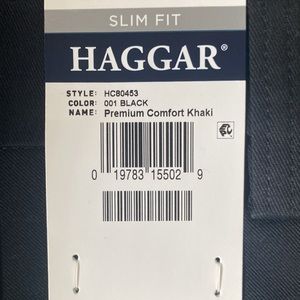 SLIM FIT
HAGGAR®
STYLE: HC80453
COLOR: 001 BLACK
NAME: Premium Comfort Khaki
0 19783 15502 9